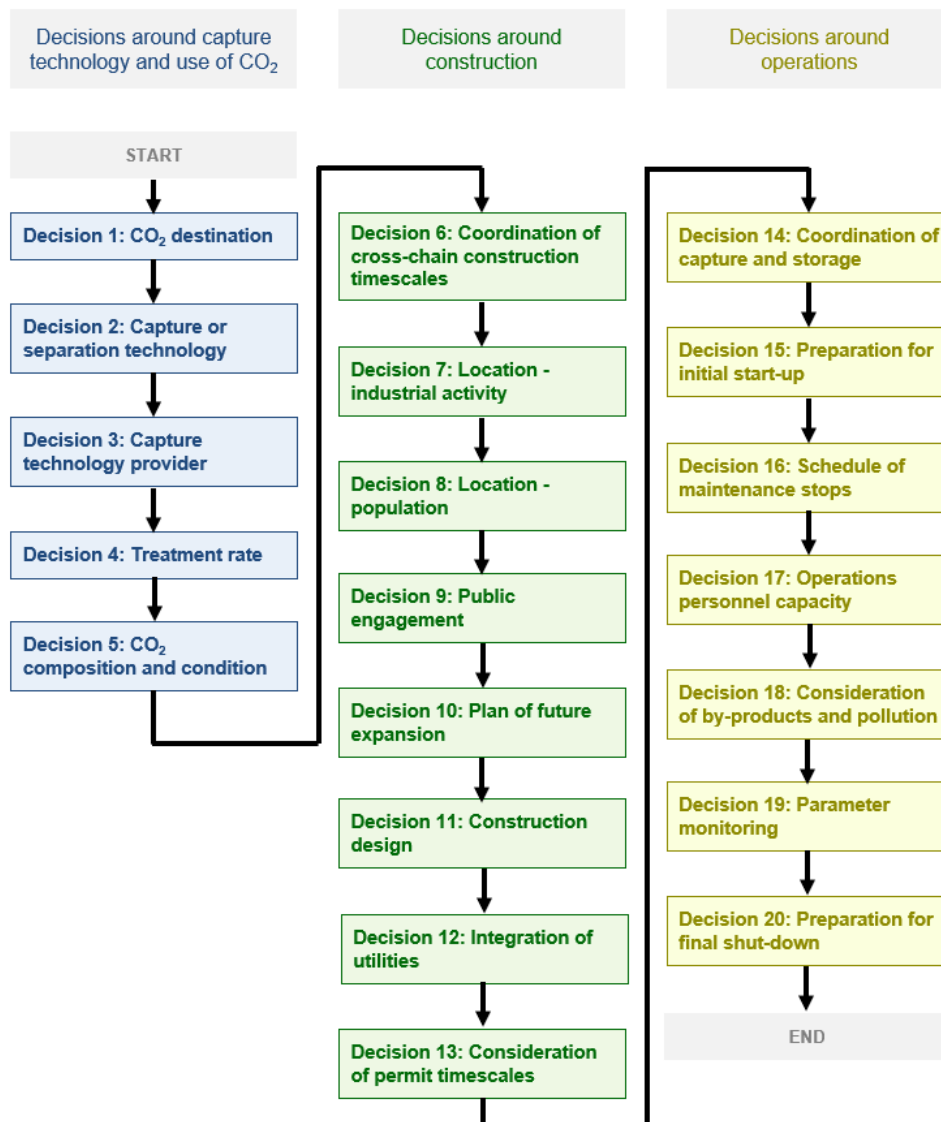 Decisions around capture
technology and use of CO₂
Decisions around
construction
Decisions around
operations
START
Decision 1: CO₂ destination
Decision 2: Capture or
separation technology
Decision 3: Capture
technology provider
Decision 4: Treatment rate
Decision 5: CO₂
composition and condition
Decision 6: Coordination of
cross-chain construction
timescales
Decision 7: Location -
industrial activity
Decision 8: Location -
population
Decision 9: Public
engagement
Decision 10: Plan of future
expansion
Decision 11: Construction
design
Decision 12: Integration of
utilities
Decision 13: Consideration
of permit timescales
Decision 14: Coordination of
capture and storage
Decision 15: Preparation for
initial start-up
Decision 16: Schedule of
maintenance stops
Decision 17: Operations
personnel capacity
Decision 18: Consideration
of by-products and pollution
Decision 19: Parameter
monitoring
Decision 20: Preparation for
final shut-down
END